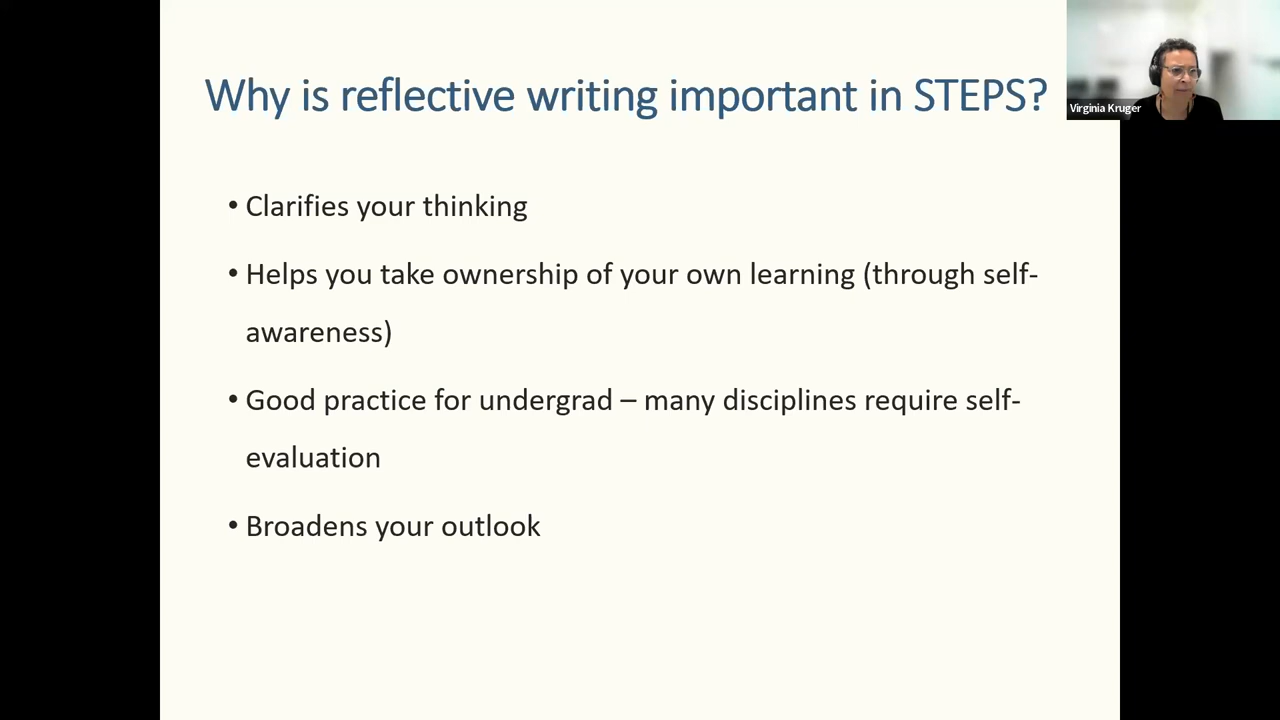 Why is reflective writing important in STEPS?
Virginia Kruger
• Clarifies your thinking
• Helps you take ownership of your own learning (through self-
awareness)
• Good practice for undergrad – many disciplines require self-
evaluation
• Broadens your outlook